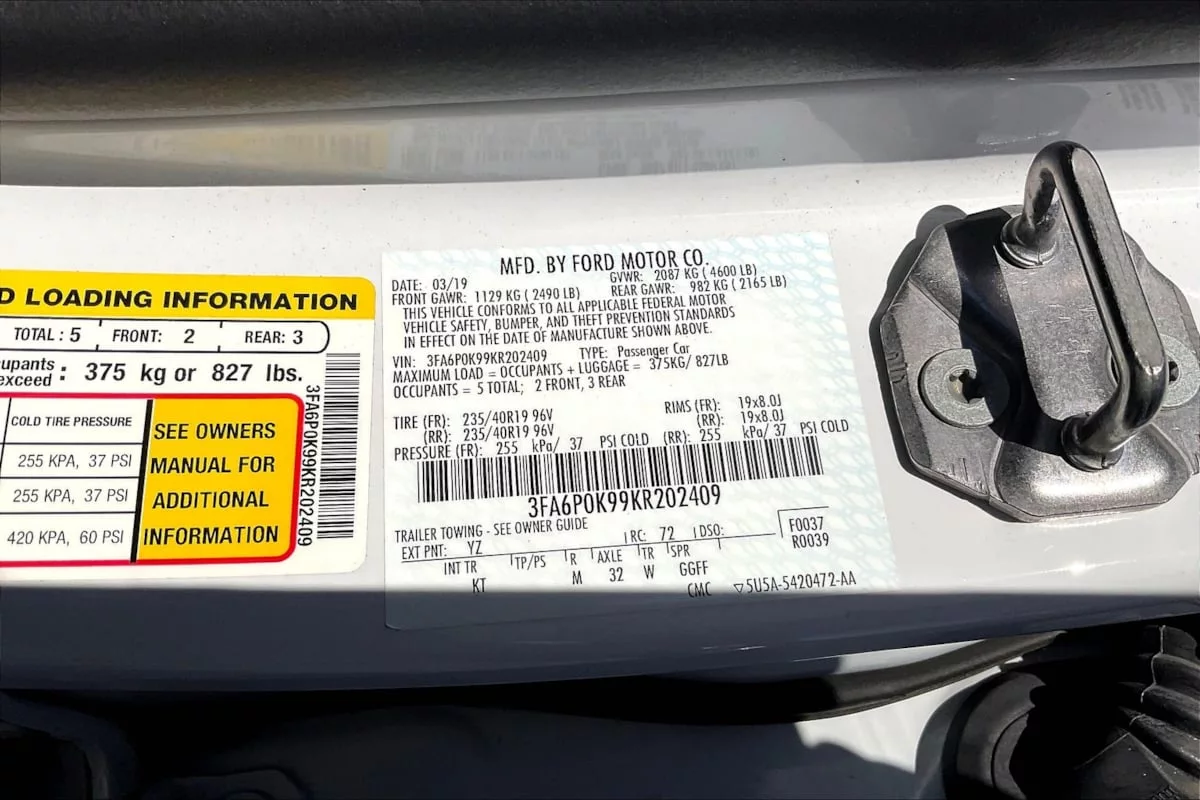 D LOADING INFORMATION
TOTAL : 5 FRONT: 2 REAR: 3
upants
exceed : 375 kg or 827 lbs.
COLD TIRE PRESSURE
255 KPA, 37 PSI
255 KPA, 37 PSI
420 KPA, 60 PSI
SEE OWNERS
MANUAL FOR
ADDITIONAL
INFORMATION
3FA6P0K99KR202409
MFD. BY FORD MOTOR CO.
DATE: 03/19 GVWR: 2087 KG ( 4600 LB)
FRONT GAWR: 1129 KG ( 2490 LB) REAR GAWR: 982 KG ( 2165 LB)
THIS VEHICLE CONFORMS TO ALL APPLICABLE FEDERAL MOTOR
VEHICLE SAFETY, BUMPER, AND THEFT PREVENTION STANDARDS
IN EFFECT ON THE DATE OF MANUFACTURE SHOWN ABOVE.
VIN: 3FA6P0K99KR202409 TYPE: Passenger Car
MAXIMUM LOAD = OCCUPANTS + LUGGAGE = 375KG/ 827LB
OCCUPANTS = 5 TOTAL; 2 FRONT, 3 REAR
TIRE (FR): 235/40R19 96V RIMS (FR): 19x8.0J
(RR): 235/40R19 96V (RR): 19x8.0J
PRESSURE (FR): 255 kPa/ 37 PSI COLD (RR): 255 kPa/ 37 PSI COLD
3FA6P0K99KR202409
TRAILER TOWING - SEE OWNER GUIDE
EXT PNT: YZ RC: 72 DSO: F0037
INT TR TP/PS R AXLE TR SPR R0039
KT M 32 W GGFF
CMC ▽5U5A-5420472-AA